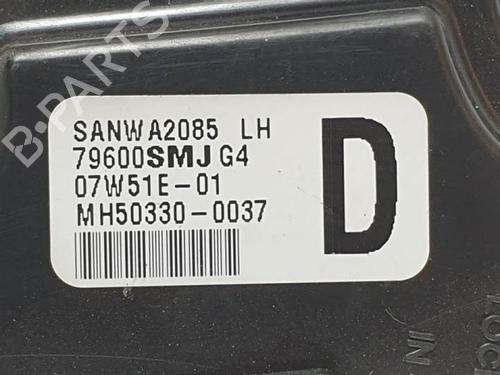 B-PARTS
SANWA2085 LH
79600SMJ G4
07W51E-01
MH50330-0037
D